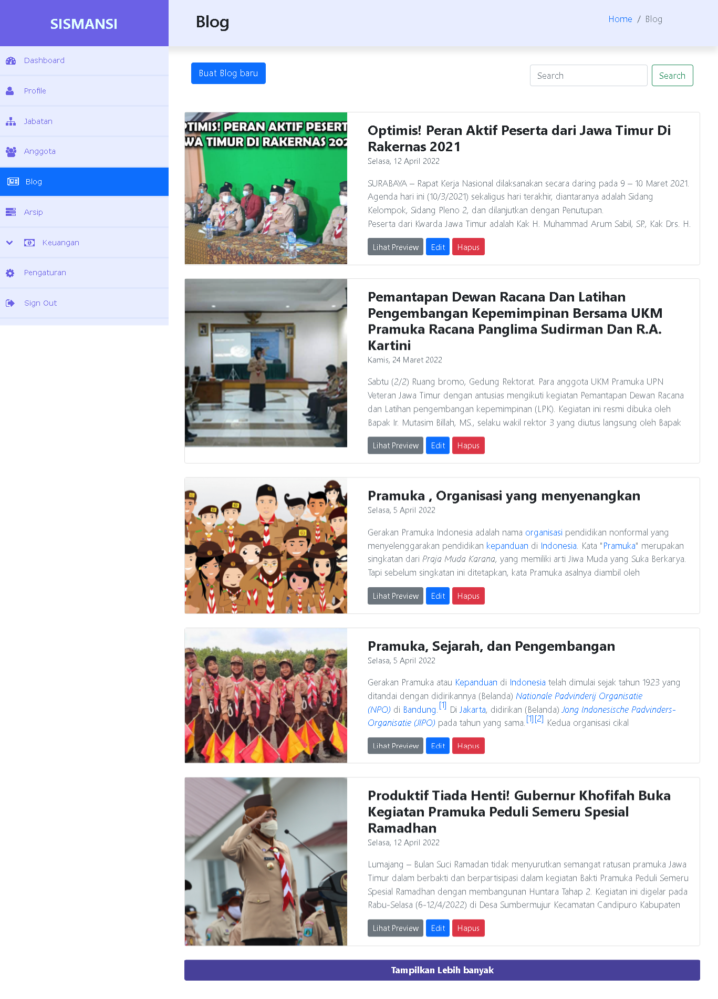 SISMANSI
Dashboard
Profile
Jabatan
Anggota
Blog
Arsip
Keuangan
Pengaturan
Sign Out
Blog
Home / Blog
Buat Blog baru
Search
Search
PTIMIS! PERAN AKTIF PESERT
WA TIMUR DI RAKERNAS 202
Optimis! Peran Aktif Peserta dari Jawa Timur Di
Rakernas 2021
Selasa, 12 April 2022
SURABAYA – Rapat Kerja Nasional dilaksanakan secara daring pada 9 – 10 Maret 2021.
Agenda hari ini (10/3/2021) sekaligus hari terakhir, diantaranya adalah Sidang
Kelompok, Sidang Pleno 2, dan dilanjutkan dengan Penutupan.
Peserta dari Kwarda Jawa Timur adalah Kak H. Muhammad Arum Sabil, SP., Kak Drs. H.
Lihat Preview
Edit
Hapus
Pemantapan Dewan Racana Dan Latihan
Pengembangan Kepemimpinan Bersama UKM
Pramuka Racana Panglima Sudirman Dan R.A.
Kartini
Kamis, 24 Maret 2022
Sabtu (2/2) Ruang bromo, Gedung Rektorat. Para anggota UKM Pramuka UPN
Veteran Jawa Timur dengan antusias mengikuti kegiatan Pemantapan Dewan Racana
dan Latihan pengembangan kepemimpinan (LPK). Kegiatan ini resmi dibuka oleh
Bapak Ir. Mutasim Billah, MS., selaku wakil rektor 3 yang diutus langsung oleh Bapak
Lihat Preview
Edit
Hapus
Pramuka , Organisasi yang menyenangkan
Selasa, 5 April 2022
Gerakan Pramuka Indonesia adalah nama organisasi pendidikan nonformal yang
menyelenggarakan pendidikan kepanduan di Indonesia. Kata "Pramuka" merupakan
singkatan dari Praja Muda Karana, yang memiliki arti Jiwa Muda yang Suka Berkarya.
Tapi sebelum singkatan ini ditetapkan, kata Pramuka asalnya diambil oleh
Lihat Preview
Edit
Hapus
Pramuka, Sejarah, dan Pengembangan
Selasa, 5 April 2022
Gerakan Pramuka atau Kepanduan di Indonesia telah dimulai sejak tahun 1923 yang
ditandai dengan didirikannya (Belanda) Nationale Padvinderij Organisatie
(NPO) di Bandung.[1] Di Jakarta, didirikan (Belanda) Jong Indonesische Padvinders-
Organisatie (JIPO) pada tahun yang sama.[1][2] Kedua organisasi cikal
Lihat Preview
Edit
Hapus
Produktif Tiada Henti! Gubernur Khofifah Buka
Kegiatan Pramuka Peduli Semeru Spesial
Ramadhan
Selasa, 12 April 2022
Lumajang – Bulan Suci Ramadan tidak menyurutkan semangat ratusan pramuka Jawa
Timur dalam berbakti dan berpartisipasi dalam kegiatan Bakti Pramuka Peduli Semeru
Spesial Ramadhan dengan membangunan Huntara Tahap 2. Kegiatan ini digelar pada
Rabu-Selasa (6-12/4/2022) di Desa Sumbermujur Kecamatan Candipuro Kabupaten
Lihat Preview
Edit
Hapus
Tampilkan Lebih banyak